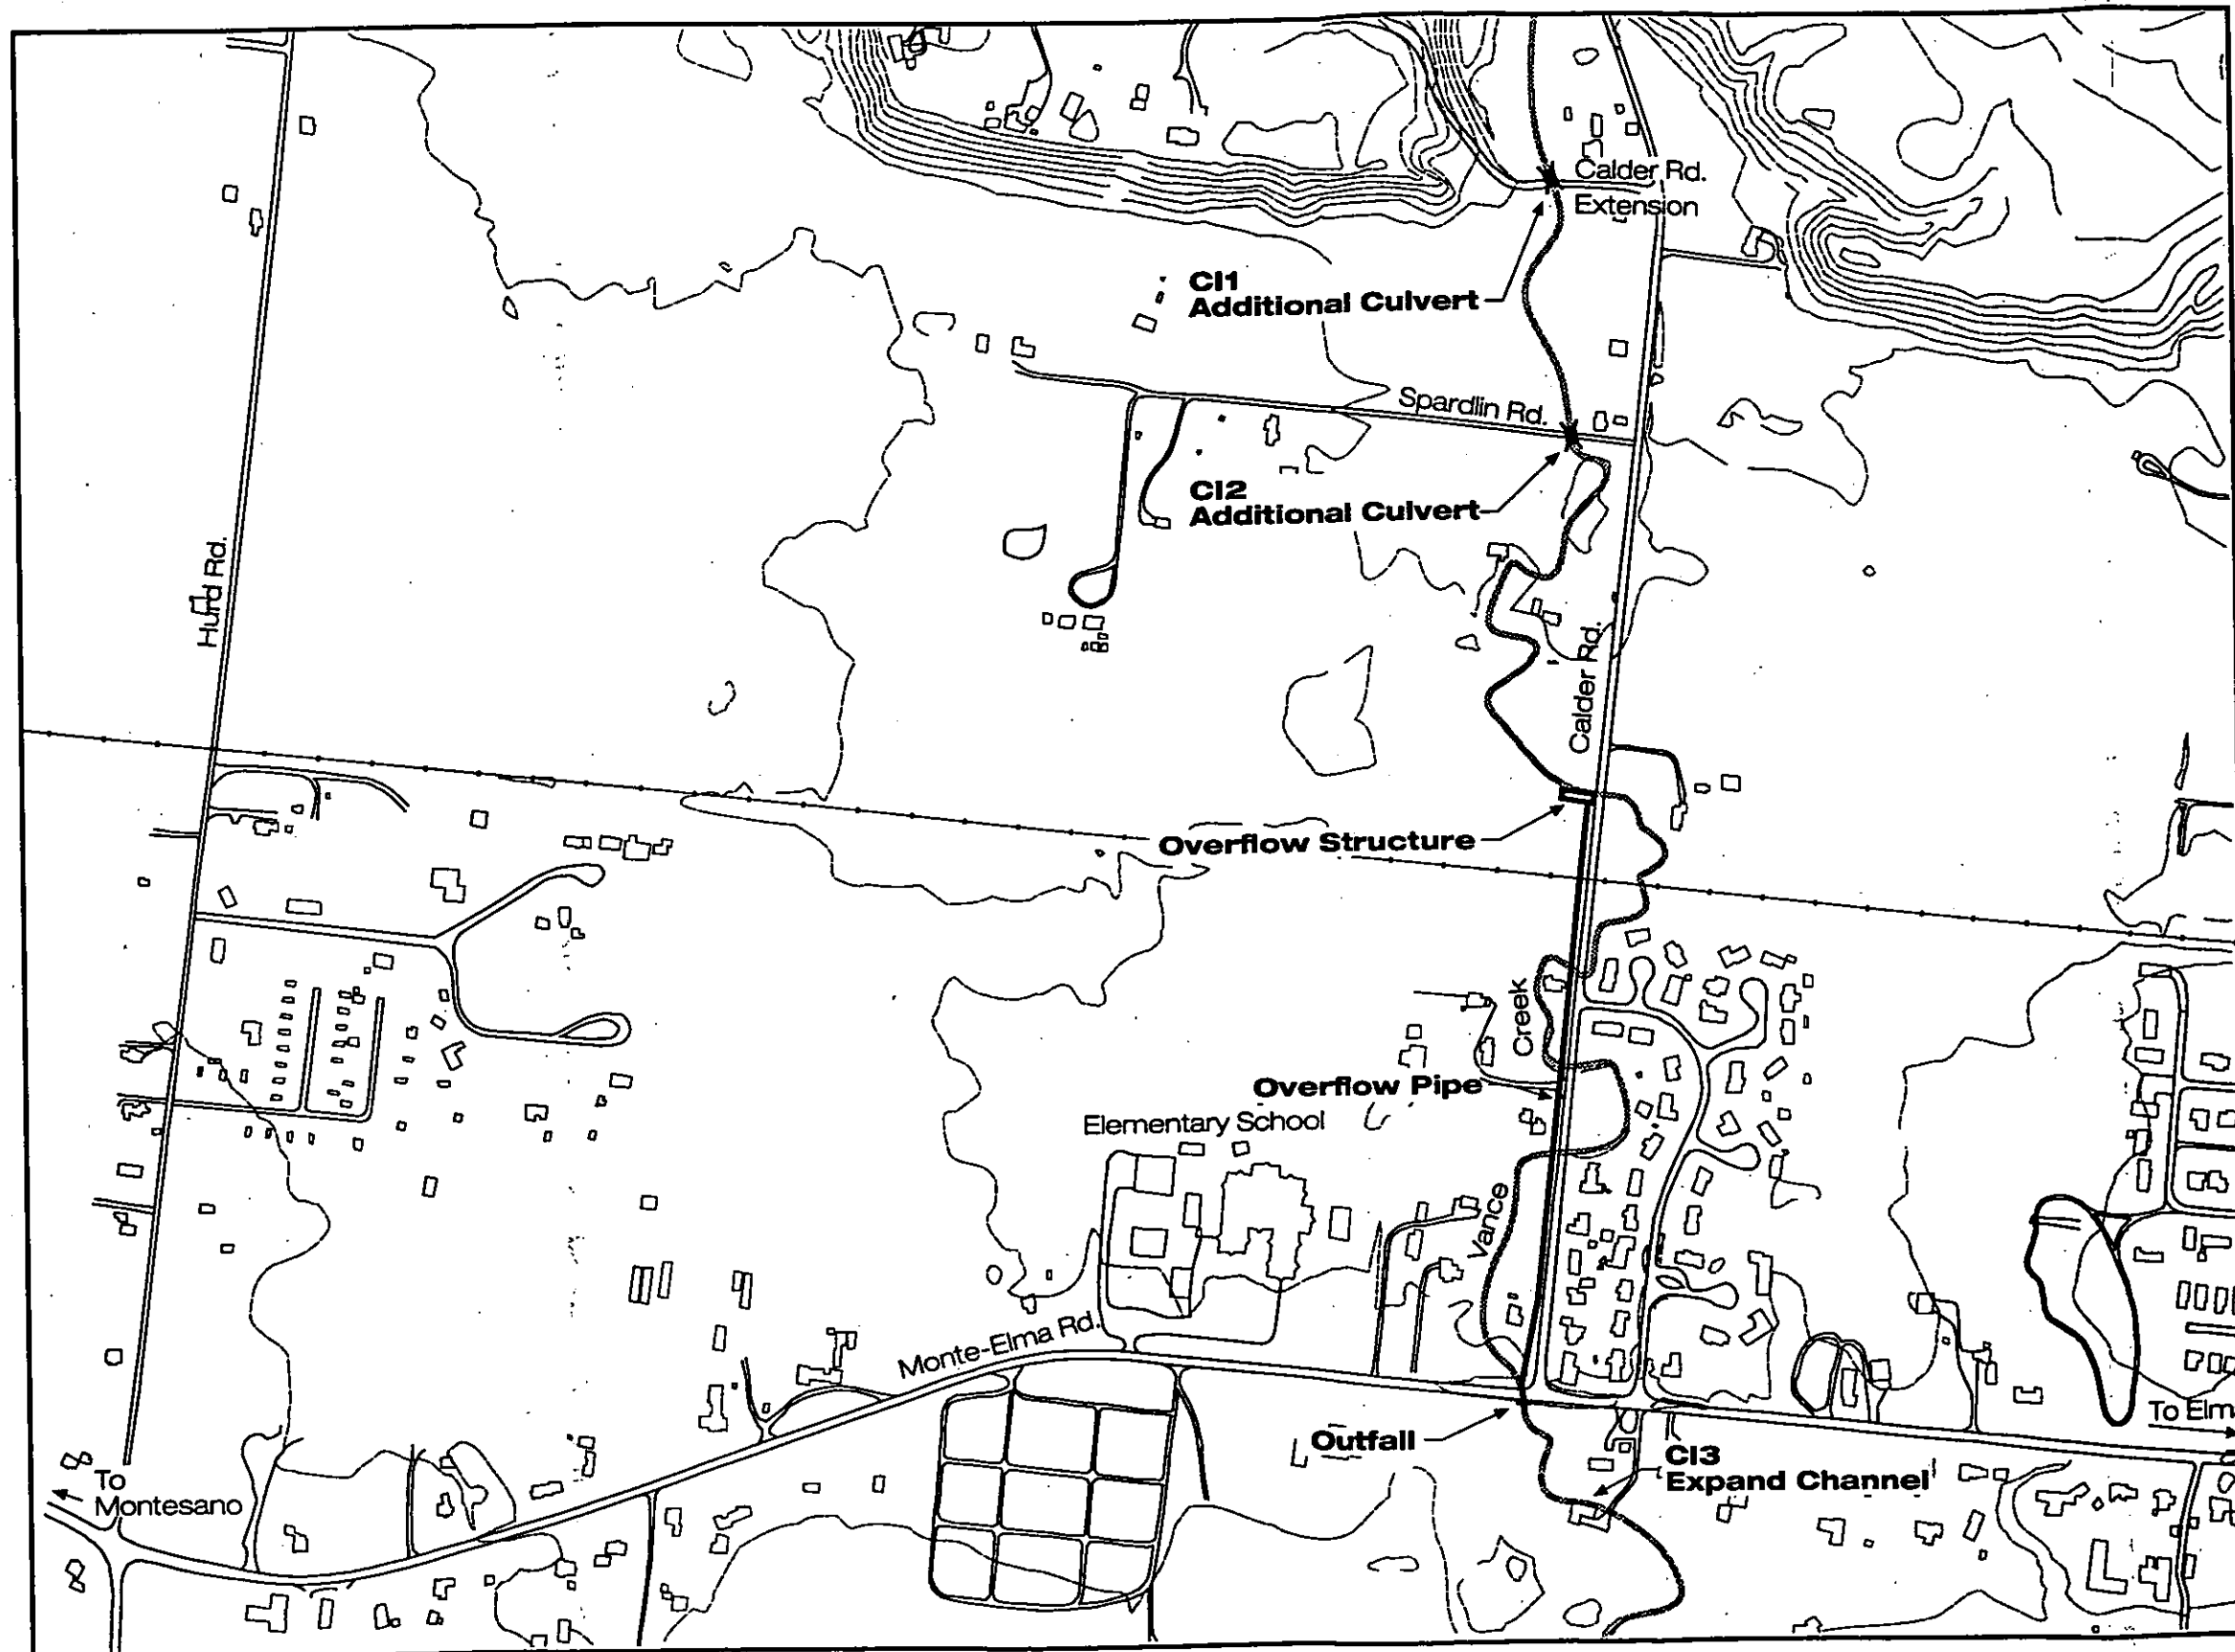 Calder Rd.
Extension
CI1
Additional Culvert
Spardlin Rd.
CI2
Additional Culvert
Hurd Rd.
Calder Rd.
Overflow Structure
Creek
Overflow Pipe
Elementary School
Vance
Monte-Elma Rd.
To Elm
Outfall
CI3
Expand Channel
To
Montesano